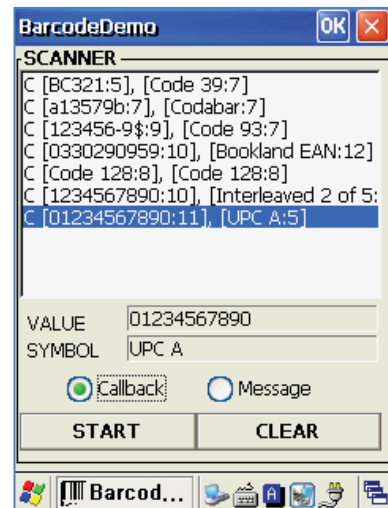 BarcodeDemo OK
SCANNER
C [BC321:5], [Code 39:7]
C [a13579b:7], [Codabar:7]
C [123456-9$:9], [Code 93:7]
C [0330290959:10], [Bookland EAN:12]
C [Code 128:8], [Code 128:8]
C [1234567890:10], [Interleaved 2 of 5:
C [01234567890:11], [UPC A:5]
VALUE 01234567890
SYMBOL UPC A
Callback Message
START CLEAR
Barcod... A